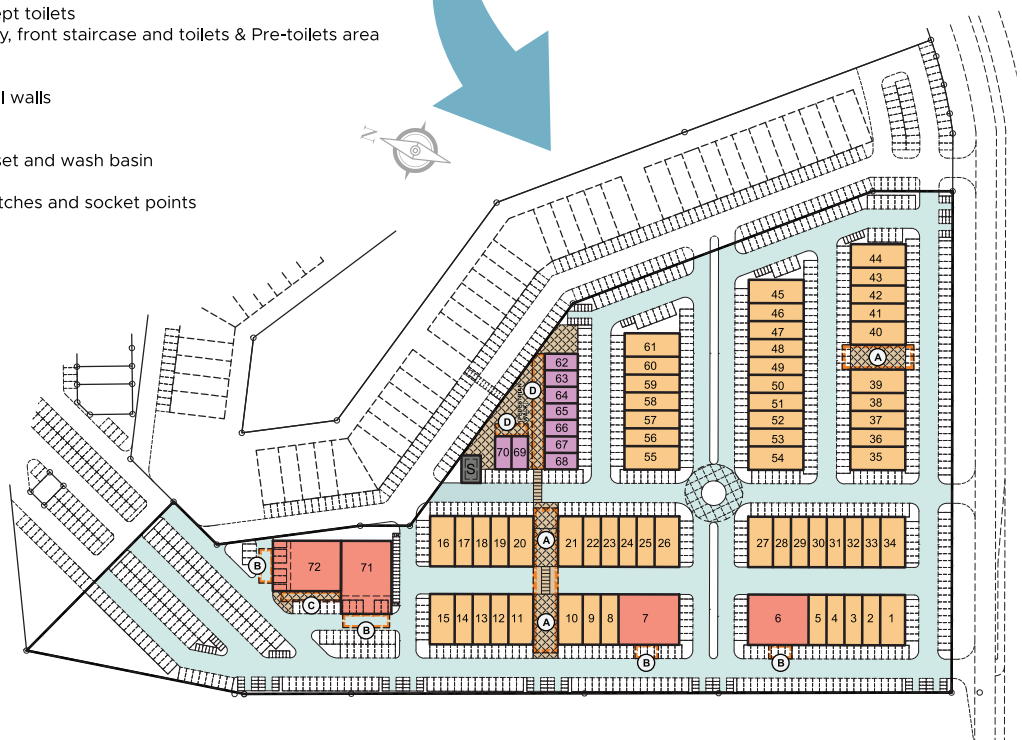 ept toilets
y, front staircase and toilets & Pre-toilets area
l walls
set and wash basin
tches and socket points
N
44
43
42
41
40
A
39
38
37
36
35
45
46
47
48
49
50
51
52
53
54
61
60
59
58
57
56
55
62
63
64
65
66
67
68
D
D
70 69
S
16 17 18 19 20
A
21 22 23 24 25 26
27 28 29 30 31 32 33 34
72 71
B
C
B
15 14 13 12 11
A
10 9 8 7
6 5 4 3 2 1
B
B